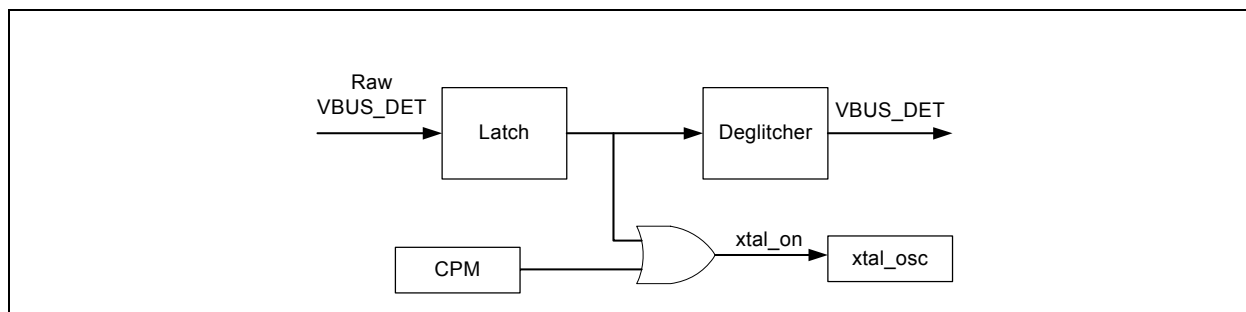 Raw
VBUS_DET
Latch
Deglitcher
VBUS_DET
CPM
xtal_on
xtal_osc